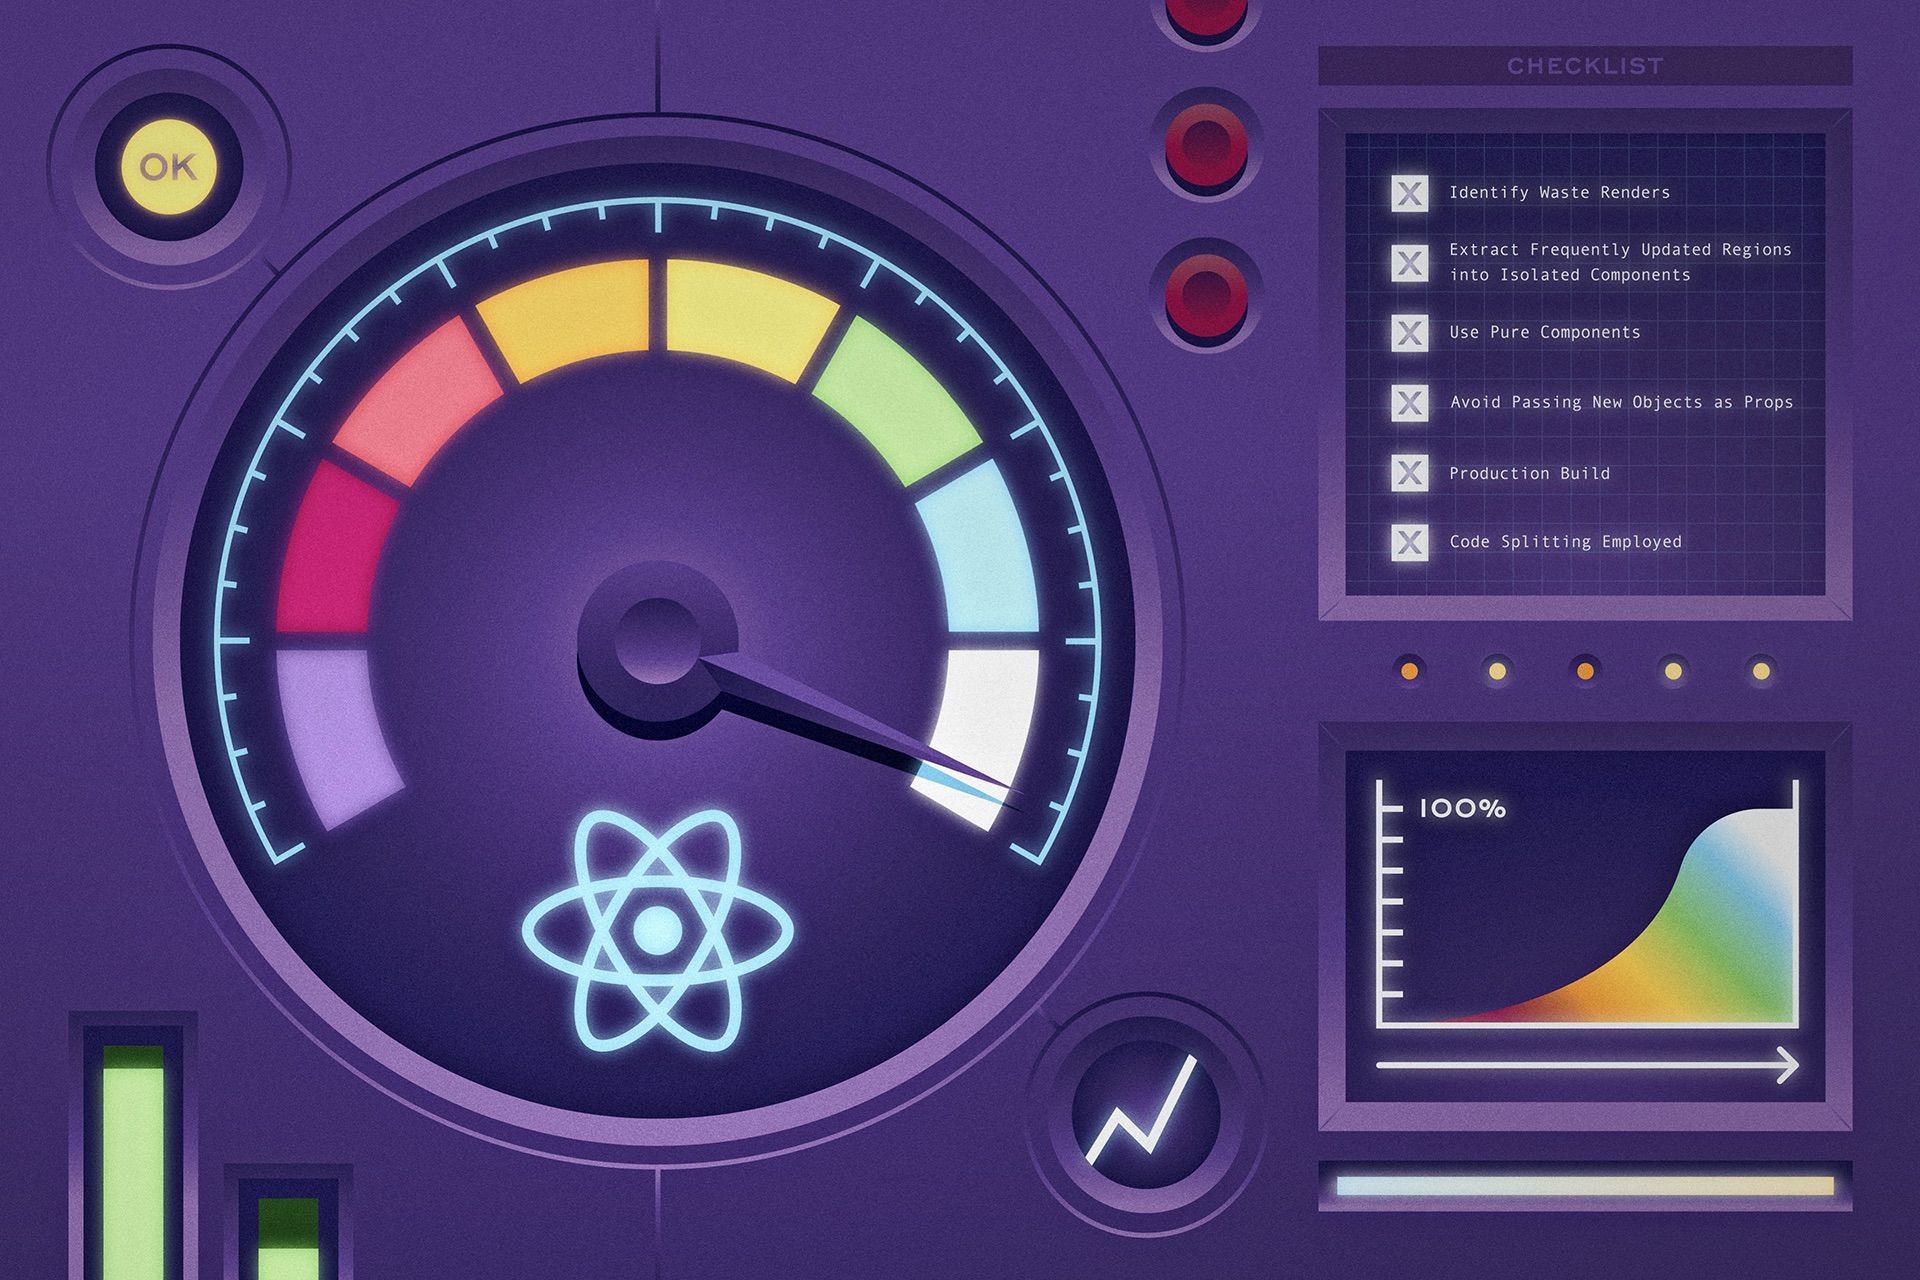 OK
CHECKLIST
X Identify Waste Renders
X Extract Frequently Updated Regions
into Isolated Components
X Use Pure Components
X Avoid Passing New Objects as Props
X Production Build
X Code Splitting Employed
100%